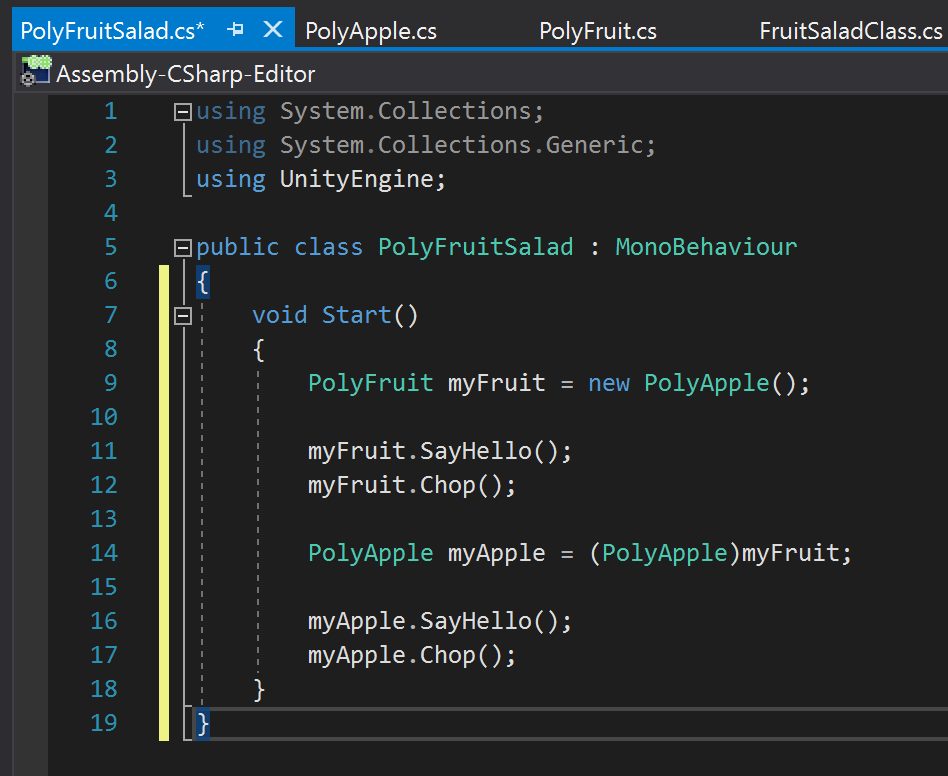 PolyFruitSalad.cs* PolyApple.cs PolyFruit.cs FruitSaladClass.cs
Assembly-CSharp-Editor
1 using System.Collections;
2 using System.Collections.Generic;
3 using UnityEngine;
4
5 public class PolyFruitSalad : MonoBehaviour
6 {
7     void Start()
8     {
9         PolyFruit myFruit = new PolyApple();
10
11         myFruit.SayHello();
12         myFruit.Chop();
13
14         PolyApple myApple = (PolyApple)myFruit;
15
16         myApple.SayHello();
17         myApple.Chop();
18     }
19 }